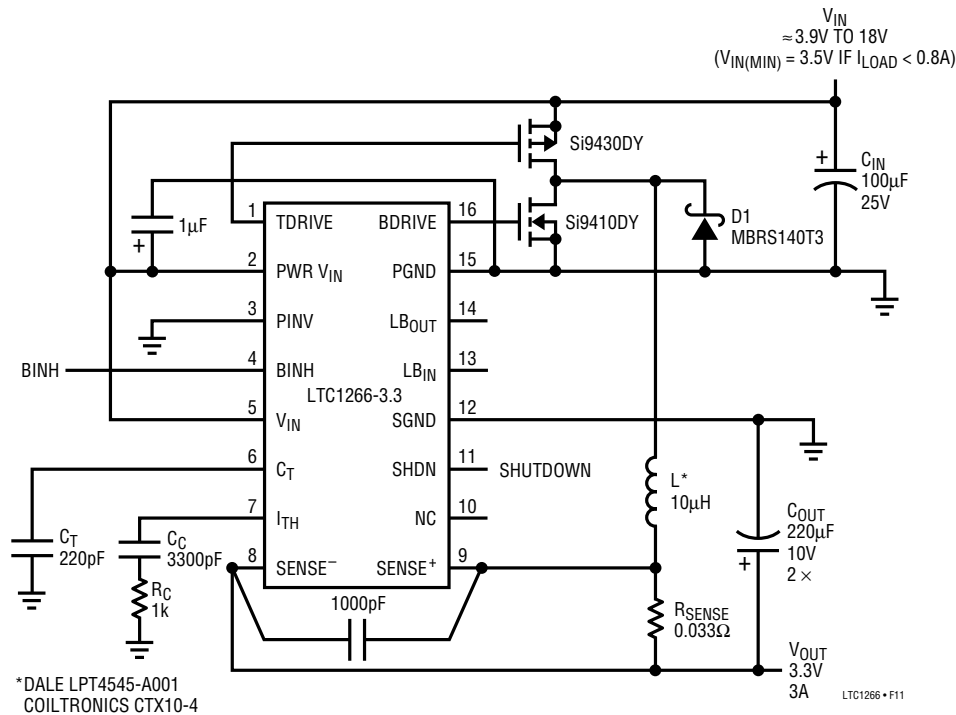 V_IN
≈3.9V TO 18V
(V_IN(MIN) = 3.5V IF I_LOAD < 0.8A)
Si9430DY
+
C_IN
100µF
25V
1µF
+
1
TDRIVE
BDRIVE
16
Si9410DY
D1
MBRS140T3
2
PWR V_IN
PGND
15
3
PINV
LB_OUT
14
BINH
4
BINH
LB_IN
13
LTC1266-3.3
5
V_IN
SGND
12
6
C_T
SHDN
11
SHUTDOWN
L*
10µH
7
I_TH
NC
10
C_T
220pF
C_C
3300pF
C_OUT
220µF
10V
2 ×
+
8
SENSE⁻
SENSE⁺
9
R_C
1k
1000pF
R_SENSE
0.033Ω
V_OUT
3.3V
3A
*DALE LPT4545-A001
COILTRONICS CTX10-4
LTC1266 • F11